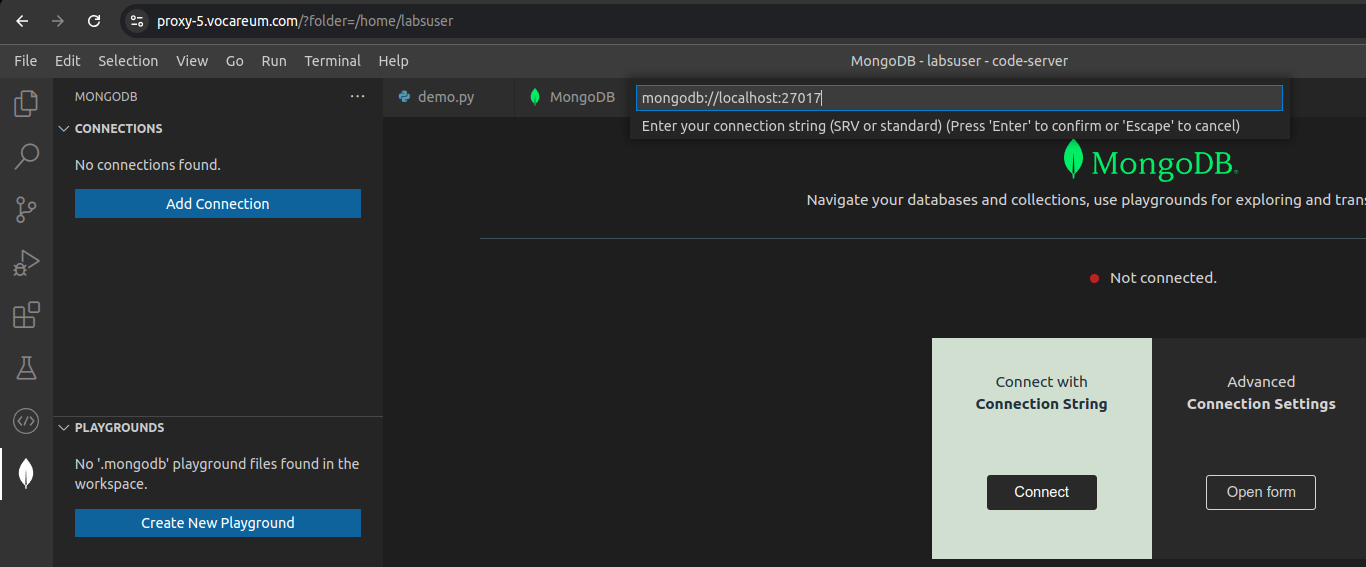 proxy-5.vocareum.com/?folder=/home/labsuser
File Edit Selection View Go Run Terminal Help
MongoDB - labsuser - code-server
MONGODB
CONNECTIONS
No connections found.
Add Connection
PLAYGROUNDS
No '.mongodb' playground files found in the
workspace.
Create New Playground
demo.py
MongoDB
mongodb://localhost:27017
Enter your connection string (SRV or standard) (Press 'Enter' to confirm or 'Escape' to cancel)
MongoDB
Navigate your databases and collections, use playgrounds for exploring and
Not connected.
Connect with
Connection String
Connect
Advanced
Connection Settings
Open form